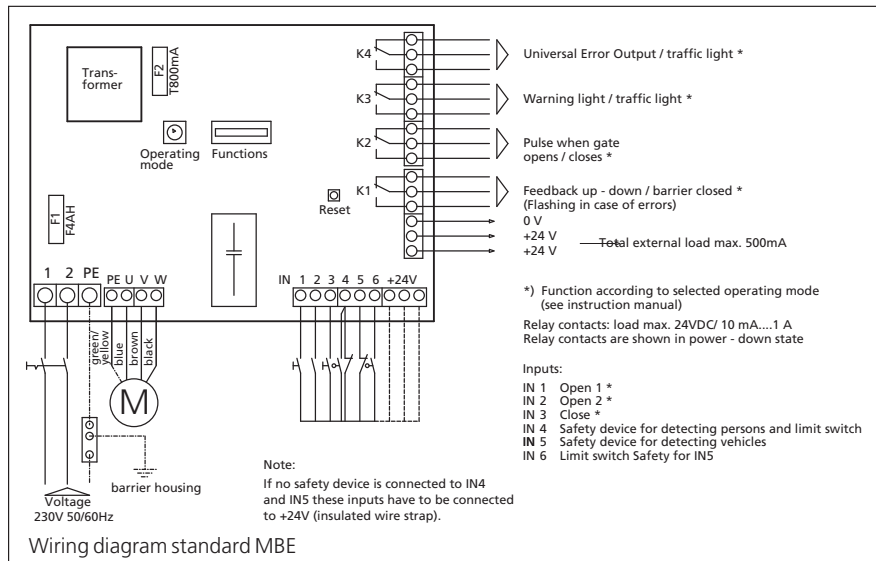 Trans-
former
F2
T800mA
Operating
mode
Functions
F1
F4AH
Reset
K4
K3
K2
K1
Universal Error Output / traffic light *
Warning light / traffic light *
Pulse when gate
opens / closes *
Feedback up - down / barrier closed *
(Flashing in case of errors)
0 V
+24 V
+24 V
Total external load max. 500mA
1 2 PE
PE U V W
IN 1 2 3 4 5 6 +24V
green/
yellow
blue
brown
black
M
barrier housing
Voltage
230V 50/60Hz
Note:
If no safety device is connected to IN4
and IN5 these inputs have to be connected
to +24V (insulated wire strap).
*) Function according to selected operating mode
(see instruction manual)
Relay contacts: load max. 24VDC/ 10 mA....1 A
Relay contacts are shown in power - down state
Inputs:
IN 1 Open 1 *
IN 2 Open 2 *
IN 3 Close *
IN 4 Safety device for detecting persons and limit switch
IN 5 Safety device for detecting vehicles
IN 6 Limit switch Safety for IN5
Wiring diagram standard MBE